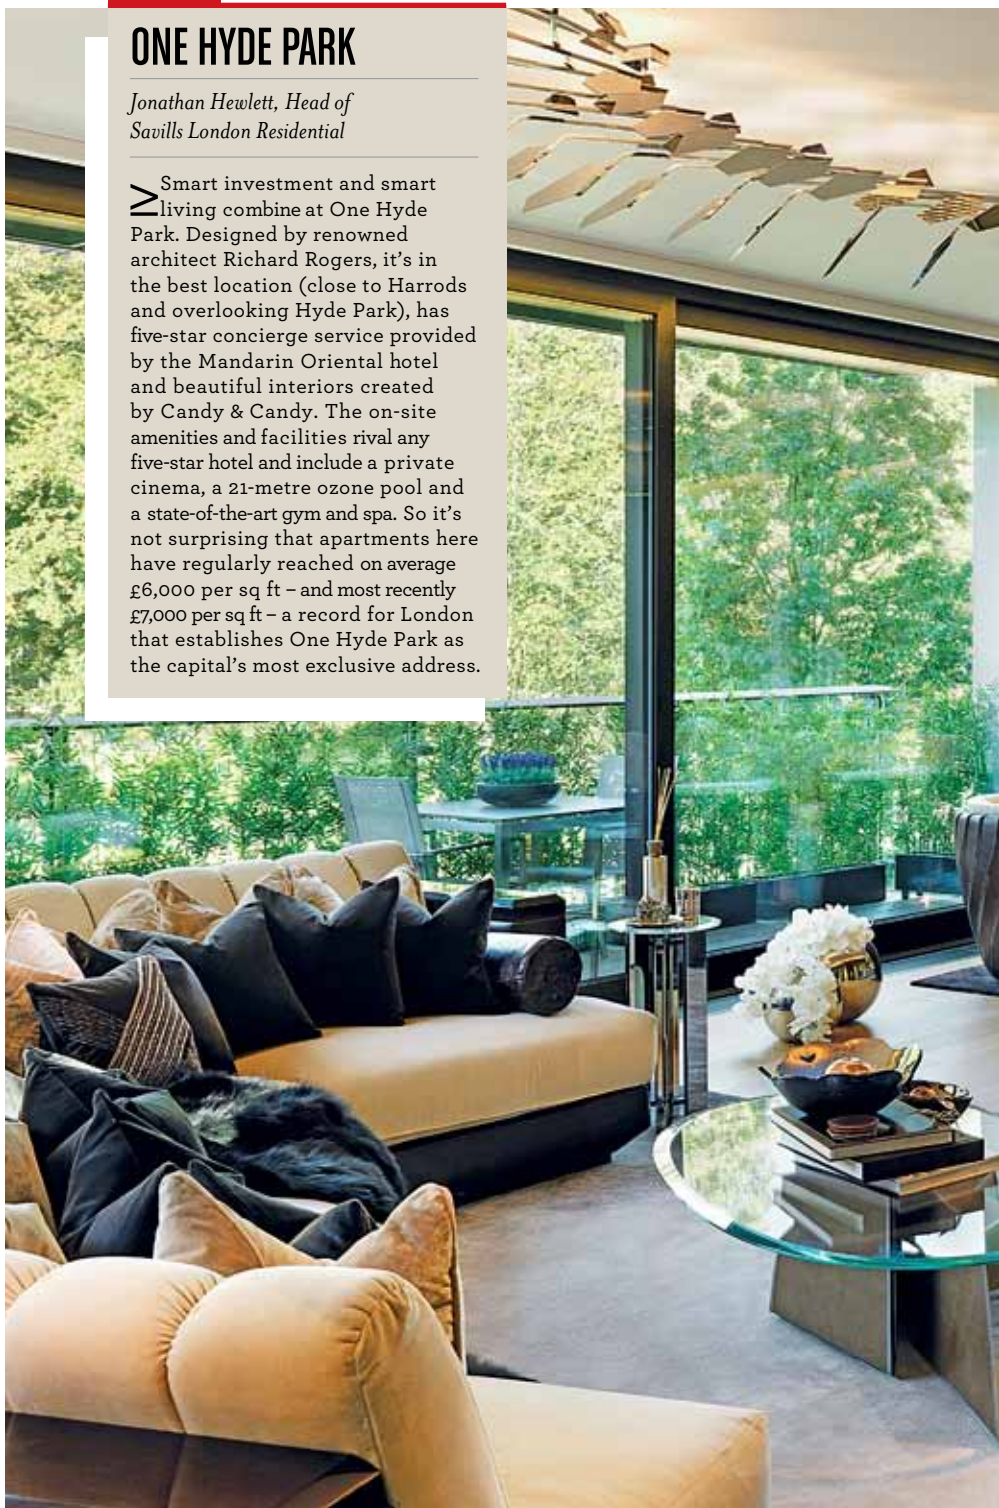 ONE HYDE PARK
Jonathan Hewlett, Head of
Savills London Residential
≥Smart investment and smart
living combine at One Hyde
Park. Designed by renowned
architect Richard Rogers, it's in
the best location (close to Harrods
and overlooking Hyde Park), has
five-star concierge service provided
by the Mandarin Oriental hotel
and beautiful interiors created
by Candy & Candy. The on-site
amenities and facilities rival any
five-star hotel and include a private
cinema, a 21-metre ozone pool and
a state-of-the-art gym and spa. So it's
not surprising that apartments here
have regularly reached on average
£6,000 per sq ft – and most recently
£7,000 per sq ft – a record for London
that establishes One Hyde Park as
the capital's most exclusive address.